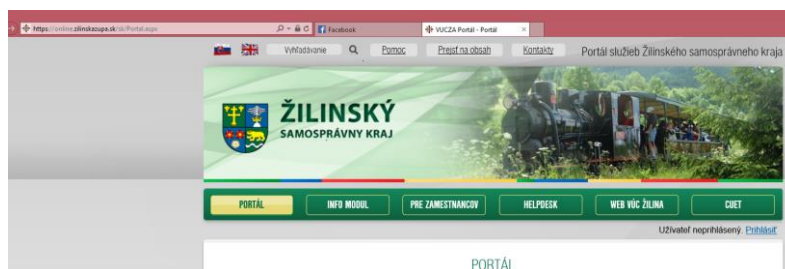 https://online.zilinskazupa.sk/sk/Portal.aspx
Facebook
VUCZA Portal - Portál
Vyhľadávanie
Pomoc
Prejsť na obsah
Kontakty
Portál služieb Žilinského samosprávneho kraja
ŽILINSKÝ
SAMOSPRÁVNY KRAJ
PORTÁL
INFO MODUL
PRE ZAMESTNANCOV
HELPDESK
WEB VÚC ŽILINA
CUET
Užívateľ neprihlásený. Prihlásiť
PORTÁL